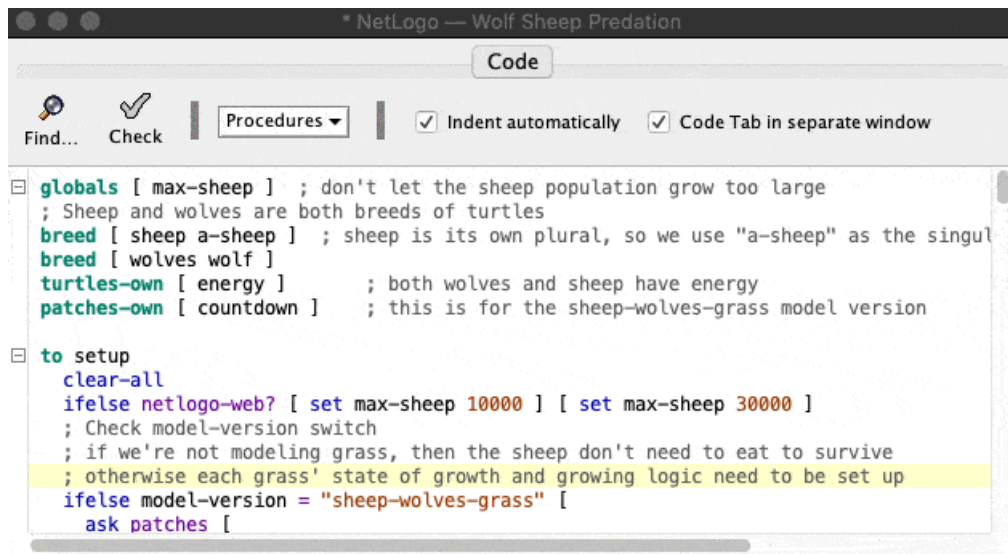 * NetLogo — Wolf Sheep Predation
Code
Find... Check Procedures Indent automatically Code Tab in separate window
globals [ max-sheep ]  ; don't let the sheep population grow too large
; Sheep and wolves are both breeds of turtles
breed [ sheep a-sheep ]  ; sheep is its own plural, so we use "a-sheep" as the singul
breed [ wolves wolf ]
turtles-own [ energy ]       ; both wolves and sheep have energy
patches-own [ countdown ]    ; this is for the sheep-wolves-grass model version
to setup
  clear-all
  ifelse netlogo-web? [ set max-sheep 10000 ] [ set max-sheep 30000 ]
  ; Check model-version switch
  ; if we're not modeling grass, then the sheep don't need to eat to survive
  ; otherwise each grass' state of growth and growing logic need to be set up
  ifelse model-version = "sheep-wolves-grass" [
    ask patches [